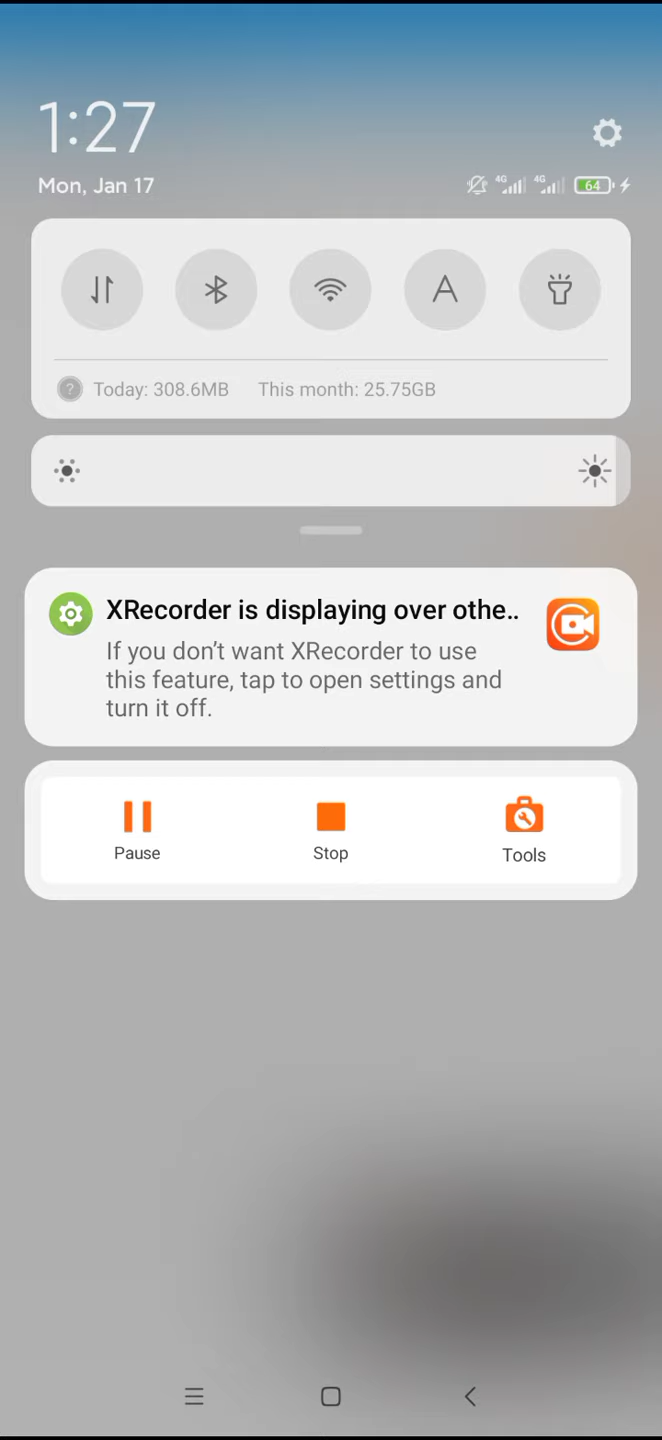 1:27
Mon, Jan 17
4G 4G 64
Today: 308.6MB This month: 25.75GB
XRecorder is displaying over othe..
If you don't want XRecorder to use
this feature, tap to open settings and
turn it off.
Pause Stop Tools